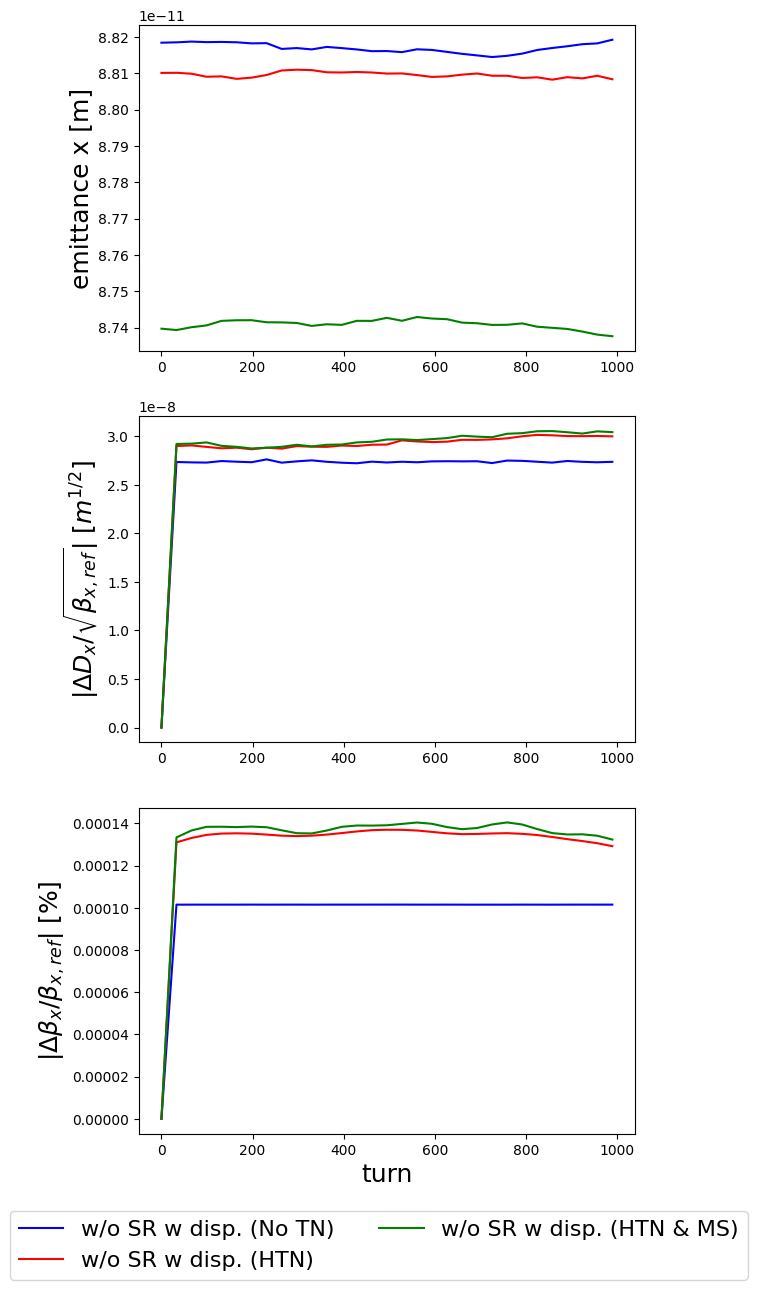 1e−11
8.82
8.81
8.80
8.79
8.78
8.77
8.76
8.75
8.74
emittance x [m]
0 200 400 600 800 1000
1e−8
3.0
2.5
2.0
1.5
1.0
0.5
0.0
|ΔD_x/√β_{x,ref}| [m^{1/2}]
0 200 400 600 800 1000
0.00014
0.00012
0.00010
0.00008
0.00006
0.00004
0.00002
0.00000
|Δβ_x/β_{x,ref}| [%]
0 200 400 600 800 1000
turn
w/o SR w disp. (No TN)
w/o SR w disp. (HTN)
w/o SR w disp. (HTN & MS)